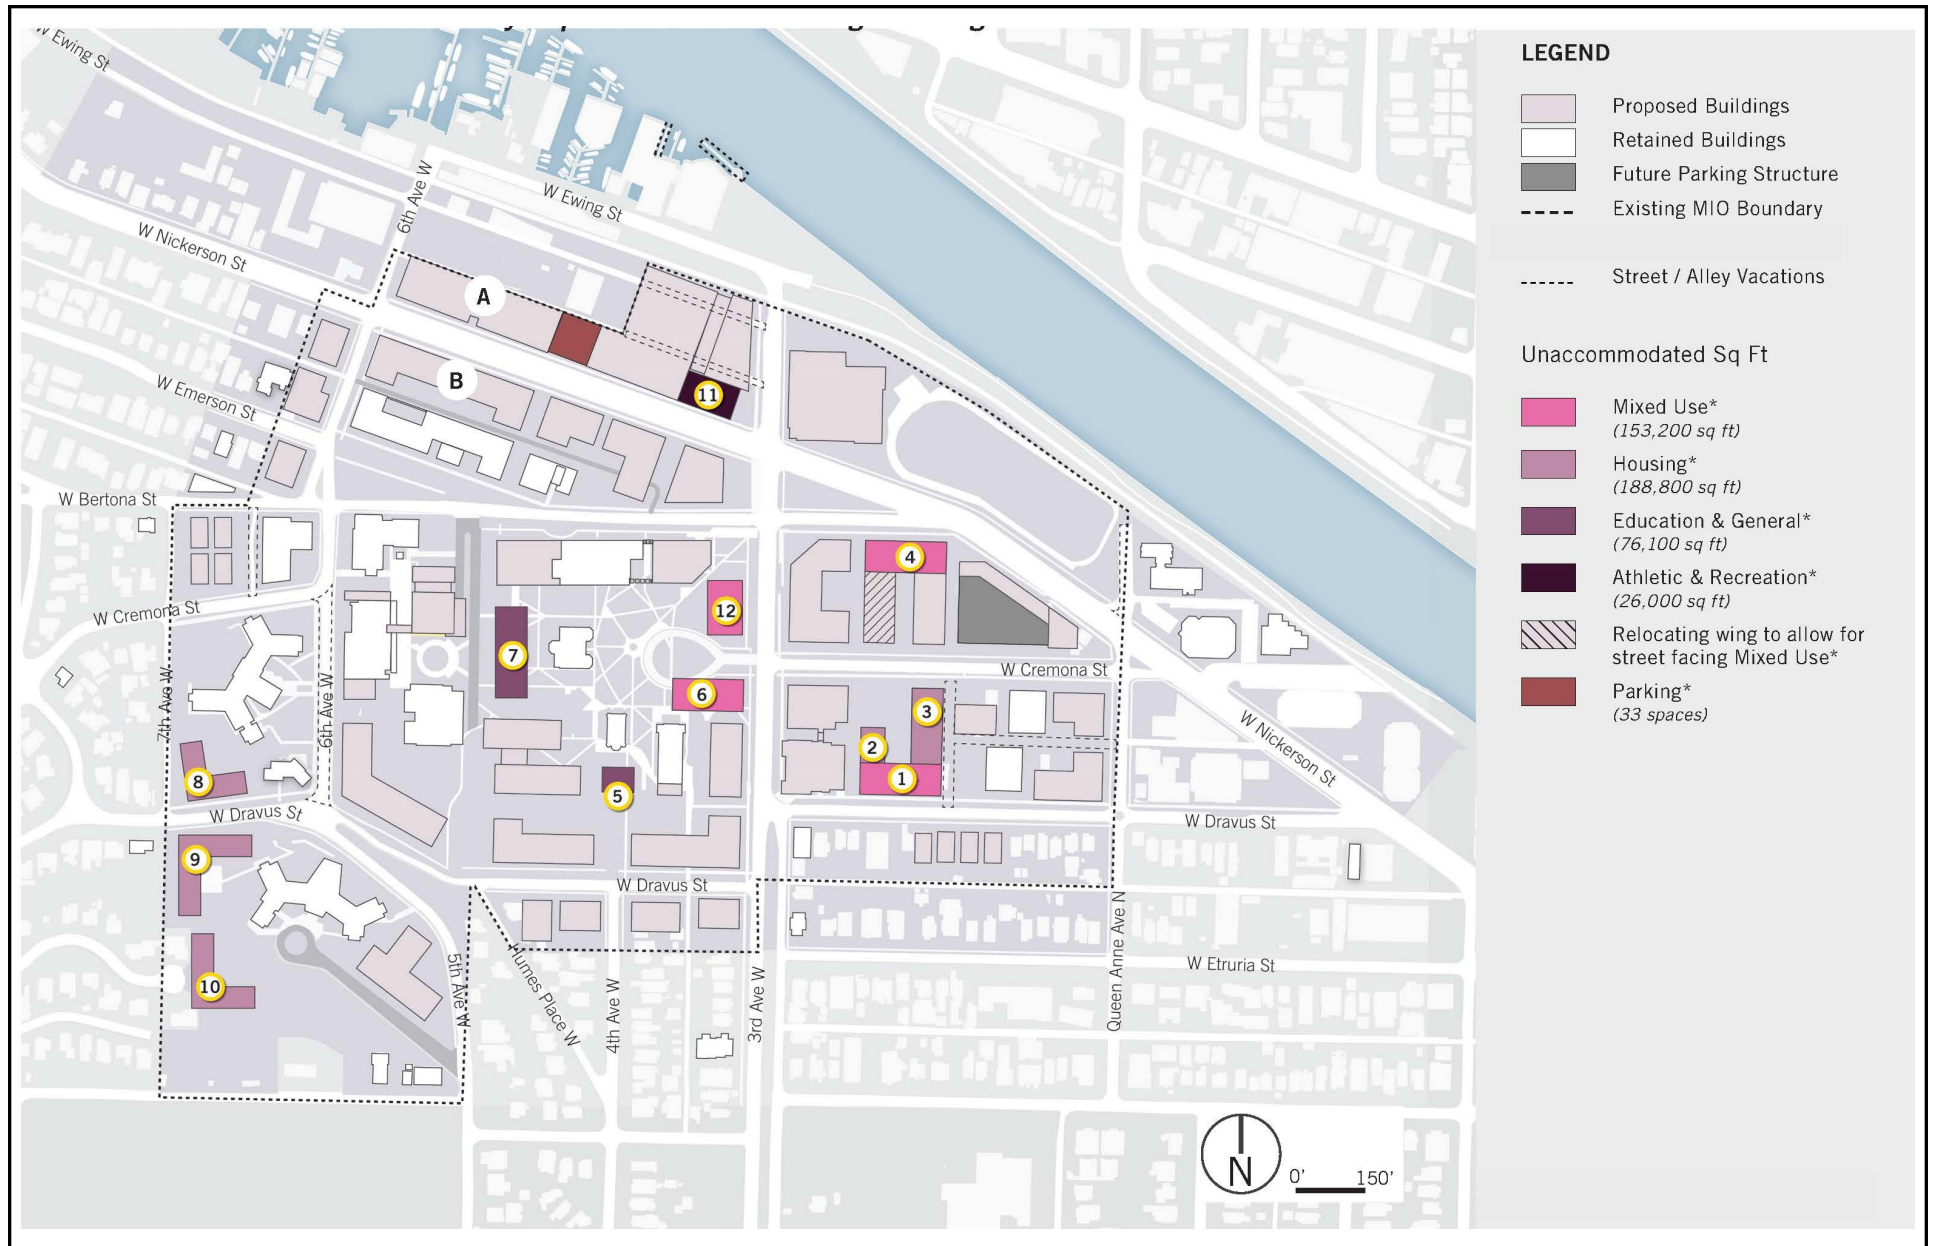 W Ewing St
6th Ave W
W Ewing St
W Nickerson St
A
B
11
W Emerson St
W Bertona St
4
12
W Cremona St
7
W Cremona St
6
3
7th Ave W
6th Ave W
2
W Nickerson St
8
1
5
W Dravus St
W Dravus St
9
W Dravus St
10
5th Ave W
Humes Place W
4th Ave W
3rd Ave W
Queen Anne Ave N
W Etruria St
N
0'
150'
LEGEND
Proposed Buildings
Retained Buildings
Future Parking Structure
Existing MIO Boundary
Street / Alley Vacations
Unaccommodated Sq Ft
Mixed Use*
(153,200 sq ft)
Housing*
(188,800 sq ft)
Education & General*
(76,100 sq ft)
Athletic & Recreation*
(26,000 sq ft)
Relocating wing to allow for
street facing Mixed Use*
Parking*
(33 spaces)